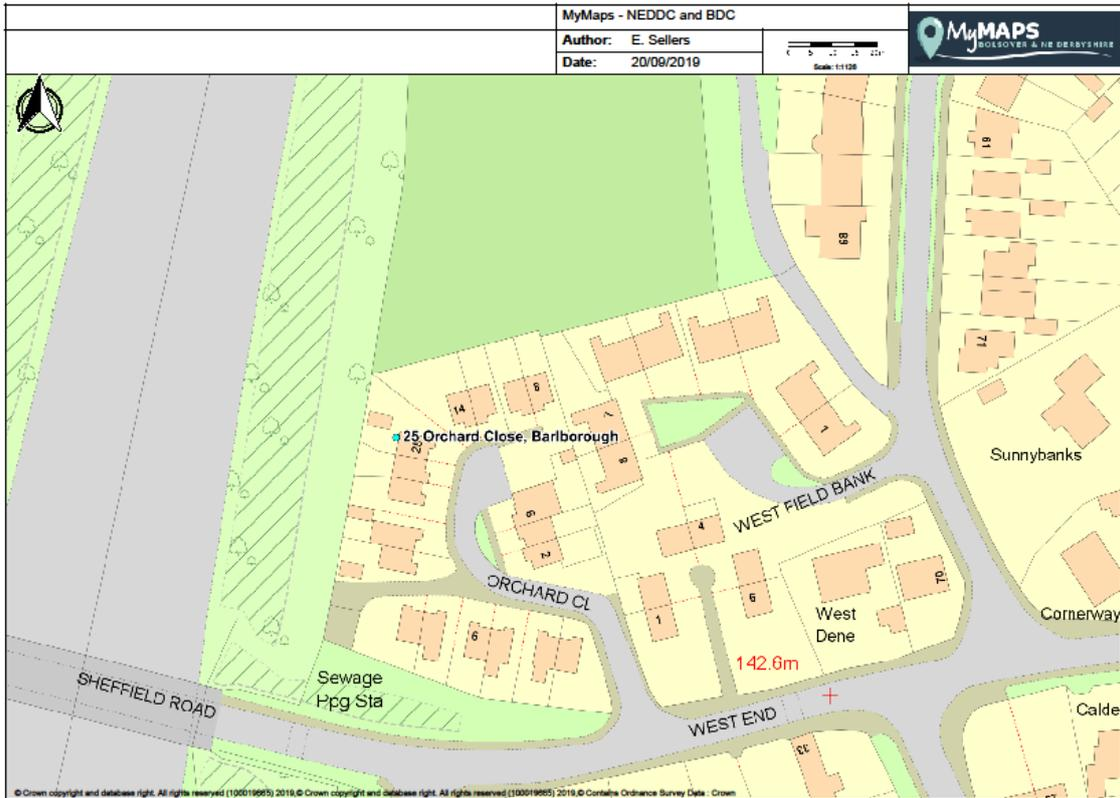 MyMaps - NEDDC and BDC
Author: E. Sellers
Date: 20/09/2019
Scale: 1:1128
MyMAPS
BOLSOVER & NE DERBYSHIRE
61
89
71
Sunnybanks
8
14
25 Orchard Close, Barlborough
7
8
1
4
WEST FIELD BANK
6
2
ORCHARD CL
6
1
6
West
Dene
70
Cornerway
142.6m
Sewage
Ppg Sta
SHEFFIELD ROAD
WEST END
Calde
33
© Crown copyright and database right. All rights reserved (100019665) 2019,© Crown copyright and database right. All rights reserved (100019665) 2019,© Contains Ordnance Survey Data : Crown